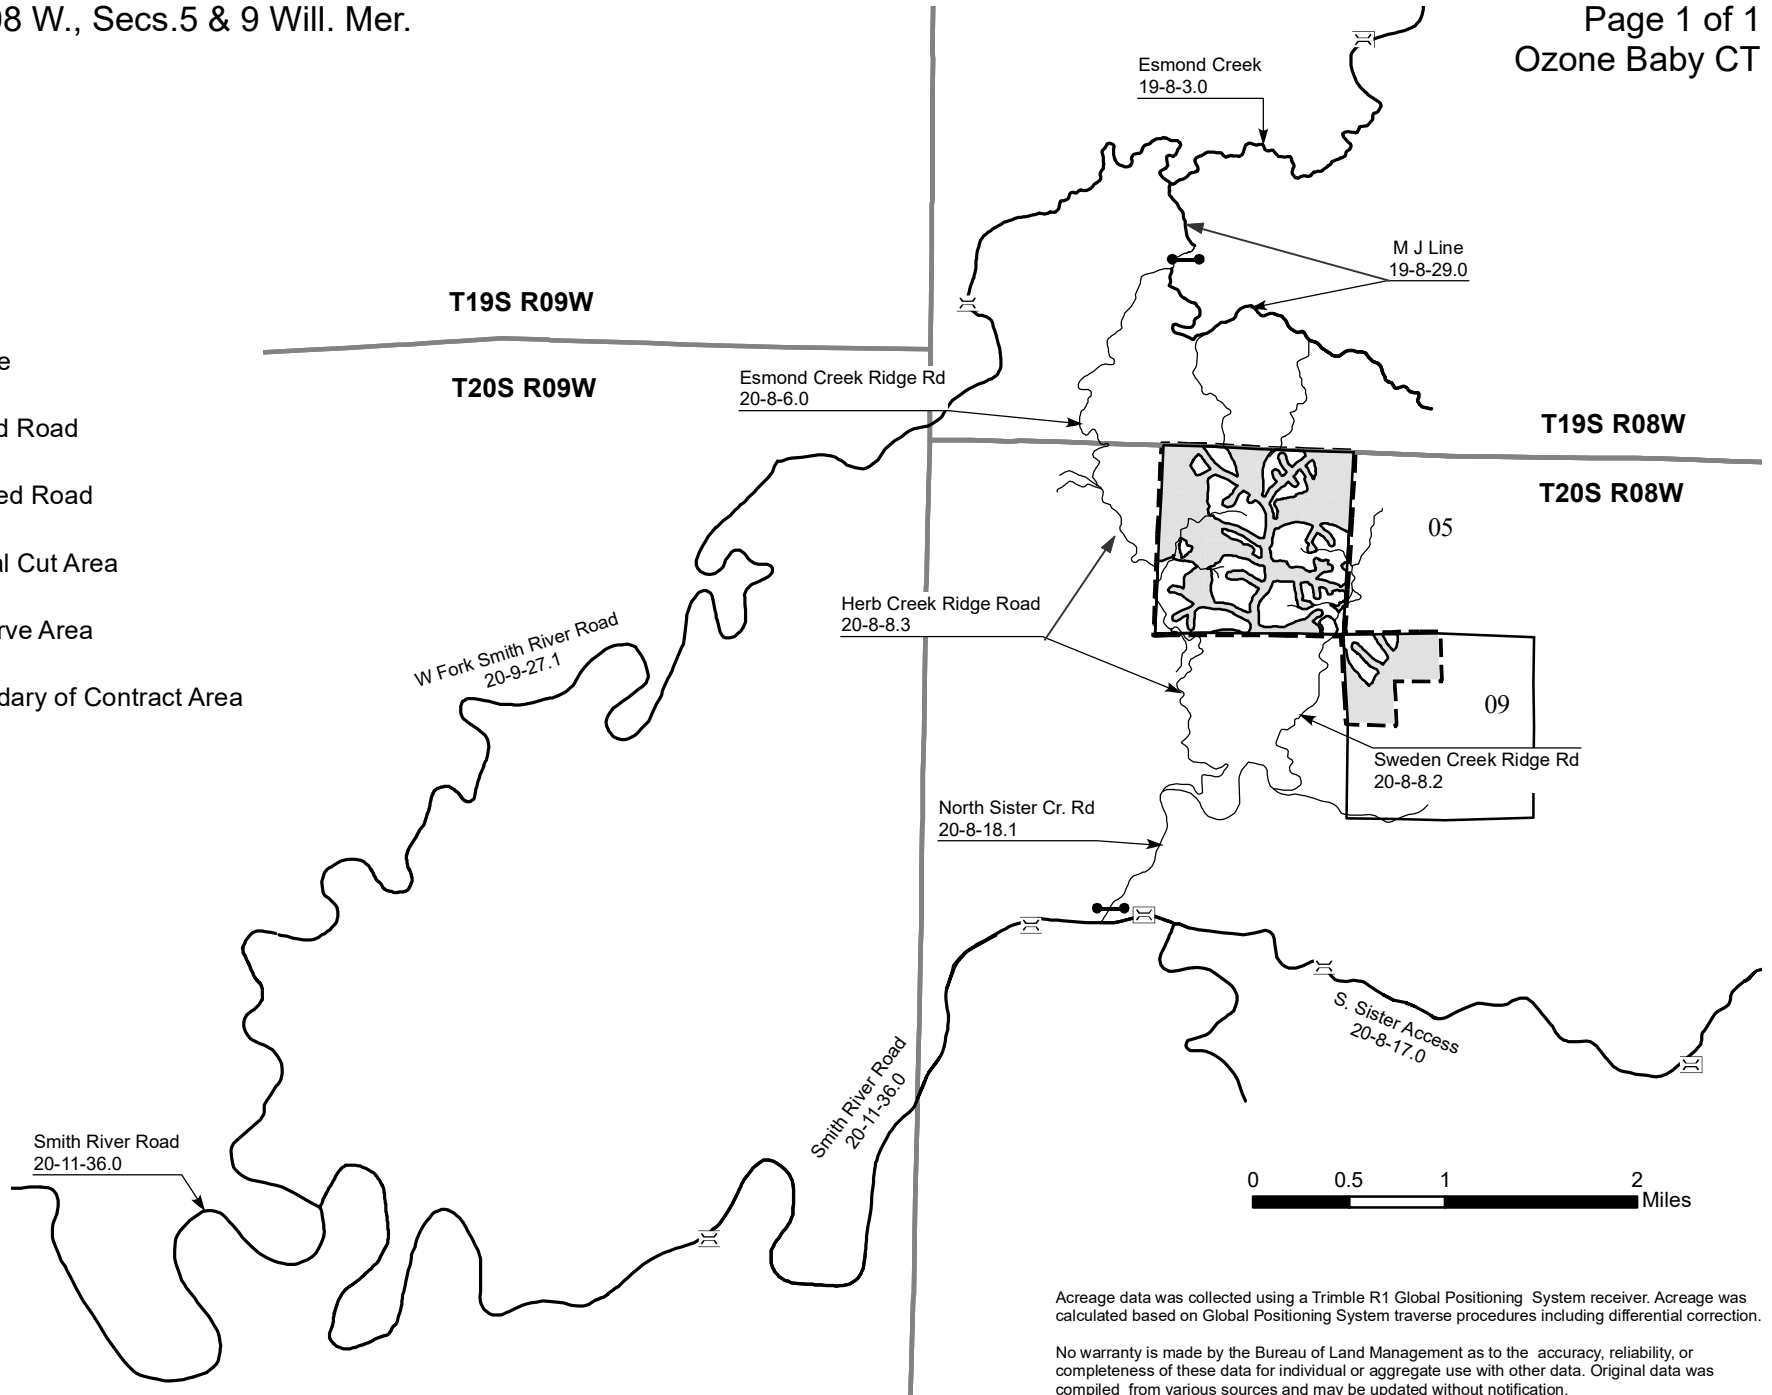 8 W., Secs.5 & 9 Will. Mer.
Page 1 of 1
Ozone Baby CT
Esmond Creek
19-8-3.0
M J Line
19-8-29.0
T19S R09W
e
T20S R09W
Esmond Creek Ridge Rd
20-8-6.0
d Road
T19S R08W
ed Road
T20S R08W
05
al Cut Area
Herb Creek Ridge Road
20-8-8.3
rve Area
W Fork Smith River Road
20-9-27.1
dary of Contract Area
09
Sweden Creek Ridge Rd
20-8-8.2
North Sister Cr. Rd
20-8-18.1
S. Sister Access
20-8-17.0
Smith River Road
20-11-36.0
Smith River Road
20-11-36.0
0 0.5 1 2
Miles
Acreage data was collected using a Trimble R1 Global Positioning System receiver. Acreage was
calculated based on Global Positioning System traverse procedures including differential correction.
No warranty is made by the Bureau of Land Management as to the accuracy, reliability, or
completeness of these data for individual or aggregate use with other data. Original data was
compiled from various sources and may be updated without notification.